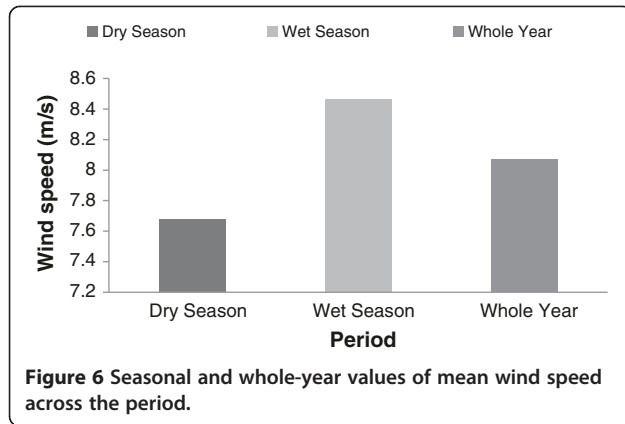 Dry Season Wet Season Whole Year
8.6
8.4
8.2
8
7.8
7.6
7.4
7.2
Wind speed (m/s)
Dry Season Wet Season Whole Year
Period
Figure 6 Seasonal and whole-year values of mean wind speed
across the period.